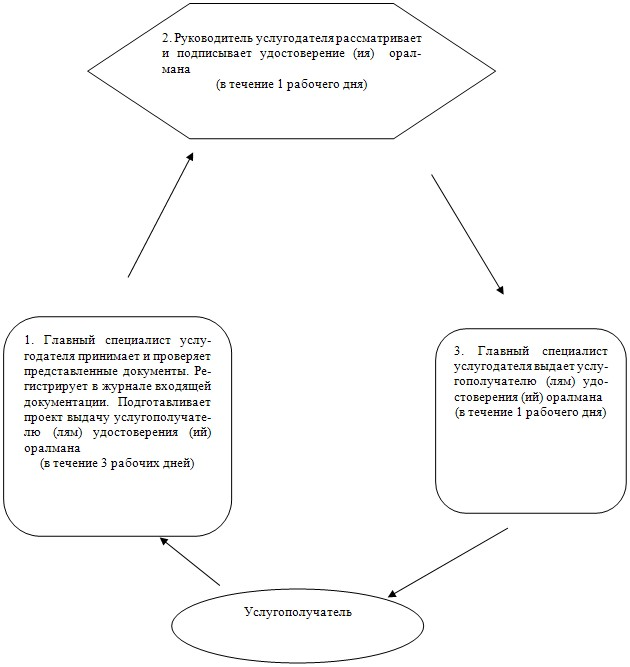 2. Руководитель услугодателя рассматривает
и подписывает удостоверение (ия) орал-
мана
(в течение 1 рабочего дня)
1. Главный специалист услу-
годателя принимает и проверяет
представленные документы. Ре-
гистрирует в журнале входящей
документации. Подготавливает
проект выдачу услугополучате-
лю (лям) удостоверения (ий)
оралмана
(в течение 3 рабочих дней)
3. Главный специалист
услугодателя выдает услу-
гополучателю (лям) удо-
стоверения (ий) оралмана
(в течение 1 рабочего дня)
Услугополучатель